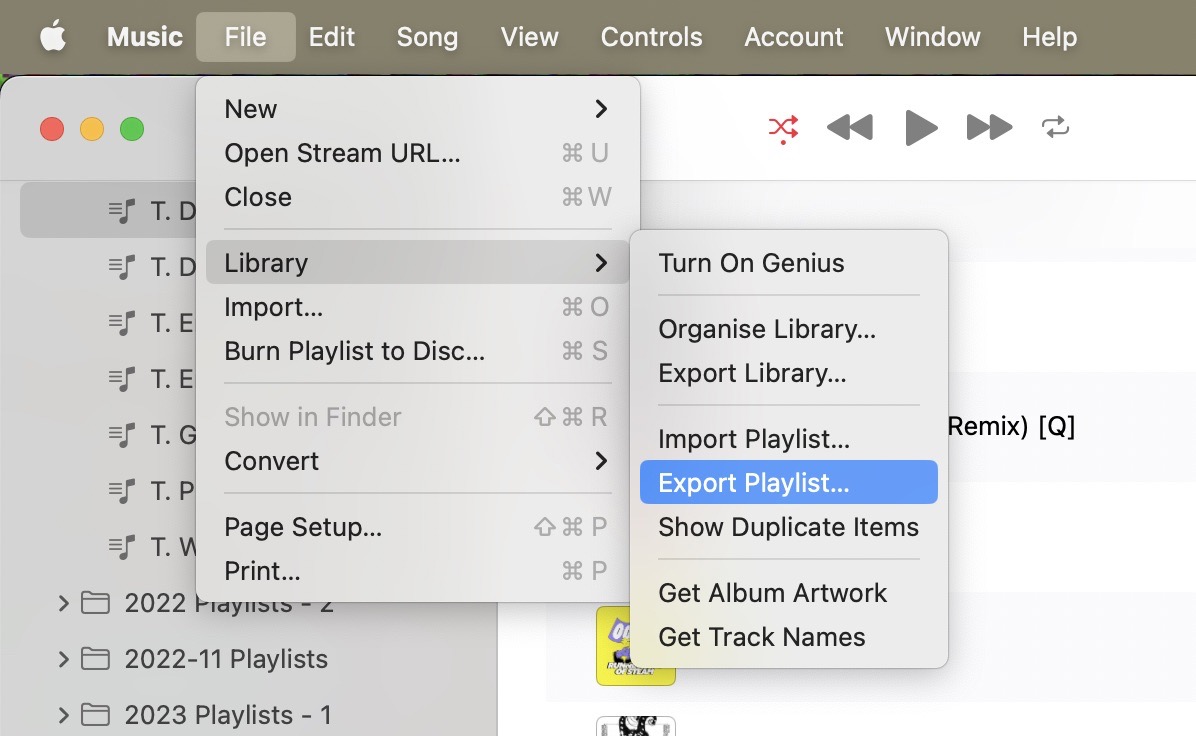 Music File Edit Song View Controls Account Window Help
New
Open Stream URL... ⌘ U
Close ⌘ W
Library
Import... ⌘ O
Burn Playlist to Disc... ⌘ S
Show in Finder ⇧ ⌘ R
Convert
Page Setup... ⇧ ⌘ P
Print... ⌘ P
Turn On Genius
Organise Library...
Export Library...
Import Playlist...
Export Playlist...
Show Duplicate Items
Get Album Artwork
Get Track Names
T. D
T. D
T. E
T. E
T. G
T. P
T. W
2022 Playlists - 2
2022-11 Playlists
2023 Playlists - 1
Remix) [Q]